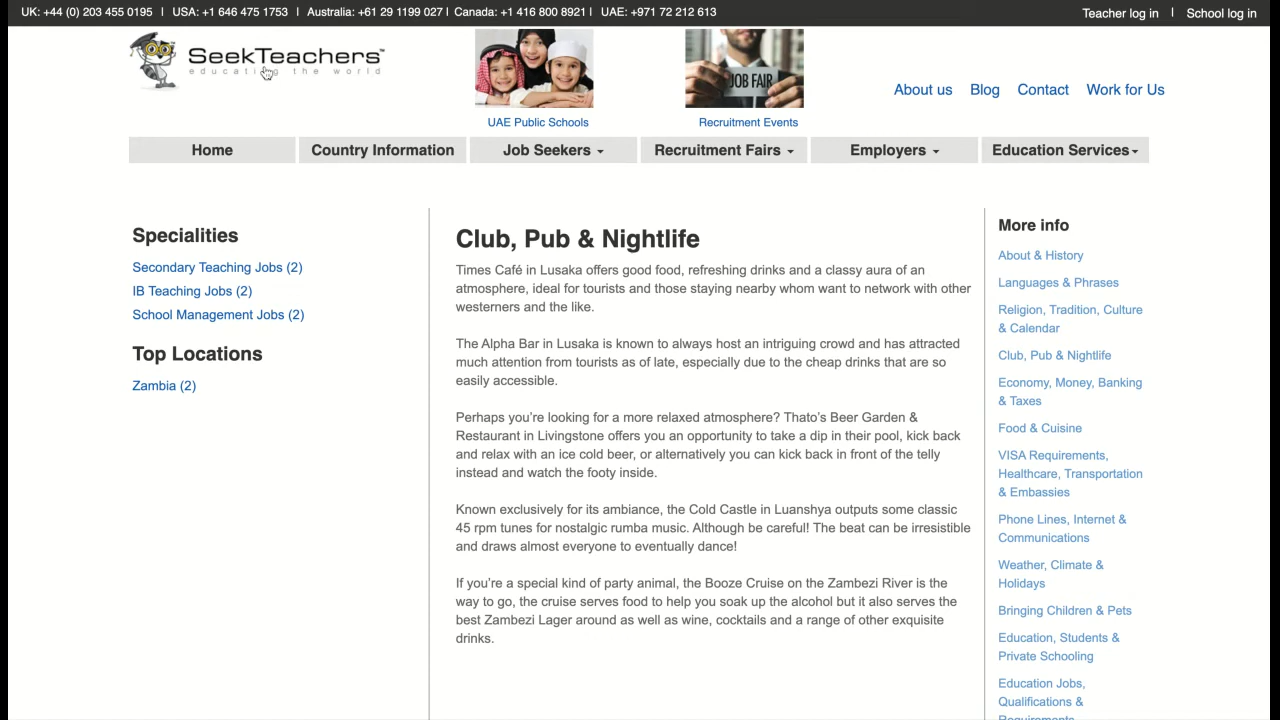 UK: +44 (0) 203 455 0195 | USA: +1 646 475 1753 | Australia: +61 29 1199 027 | Canada: +1 416 800 8921 | UAE: +971 72 212 613
Teacher log in | School log in
SeekTeachers™
educating the world
JOB FAIR
UAE Public Schools
Recruitment Events
About us Blog Contact Work for Us
Home Country Information Job Seekers Recruitment Fairs Employers Education Services
Specialities
Secondary Teaching Jobs (2)
IB Teaching Jobs (2)
School Management Jobs (2)
Top Locations
Zambia (2)
Club, Pub & Nightlife
Times Café in Lusaka offers good food, refreshing drinks and a classy aura of an
atmosphere, ideal for tourists and those staying nearby whom want to network with other
westerners and the like.
The Alpha Bar in Lusaka is known to always host an intriguing crowd and has attracted
much attention from tourists as of late, especially due to the cheap drinks that are so
easily accessible.
Perhaps you’re looking for a more relaxed atmosphere? Thato’s Beer Garden &
Restaurant in Livingstone offers you an opportunity to take a dip in their pool, kick back
and relax with an ice cold beer, or alternatively you can kick back in front of the telly
instead and watch the footy inside.
Known exclusively for its ambiance, the Cold Castle in Luanshya outputs some classic
45 rpm tunes for nostalgic rumba music. Although be careful! The beat can be irresistible
and draws almost everyone to eventually dance!
If you’re a special kind of party animal, the Booze Cruise on the Zambezi River is the
way to go, the cruise serves food to help you soak up the alcohol but it also serves the
best Zambezi Lager around as well as wine, cocktails and a range of other exquisite
drinks.
More info
About & History
Languages & Phrases
Religion, Tradition, Culture
& Calendar
Club, Pub & Nightlife
Economy, Money, Banking
& Taxes
Food & Cuisine
VISA Requirements,
Healthcare, Transportation
& Embassies
Phone Lines, Internet &
Communications
Weather, Climate &
Holidays
Bringing Children & Pets
Education, Students &
Private Schooling
Education Jobs,
Qualifications &
Requirements